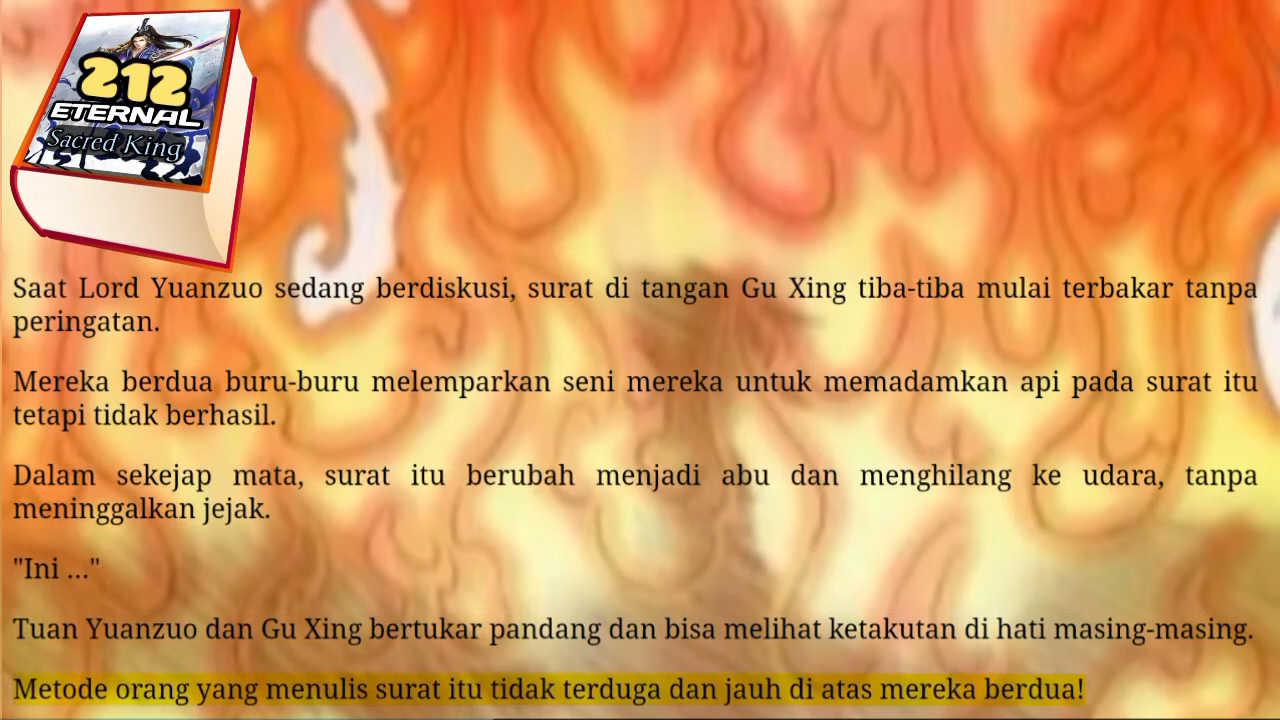 212
ETERNAL
Sacred King
Saat Lord Yuanzuo sedang berdiskusi, surat di tangan Gu Xing tiba-tiba mulai terbakar tanpa
peringatan.
Mereka berdua buru-buru melemparkan seni mereka untuk memadamkan api pada surat itu
tetapi tidak berhasil.
Dalam sekejap mata, surat itu berubah menjadi abu dan menghilang ke udara, tanpa
meninggalkan jejak.
"Ini ..."
Tuan Yuanzuo dan Gu Xing bertukar pandang dan bisa melihat ketakutan di hati masing-masing.
Metode orang yang menulis surat itu tidak terduga dan jauh di atas mereka berdua!